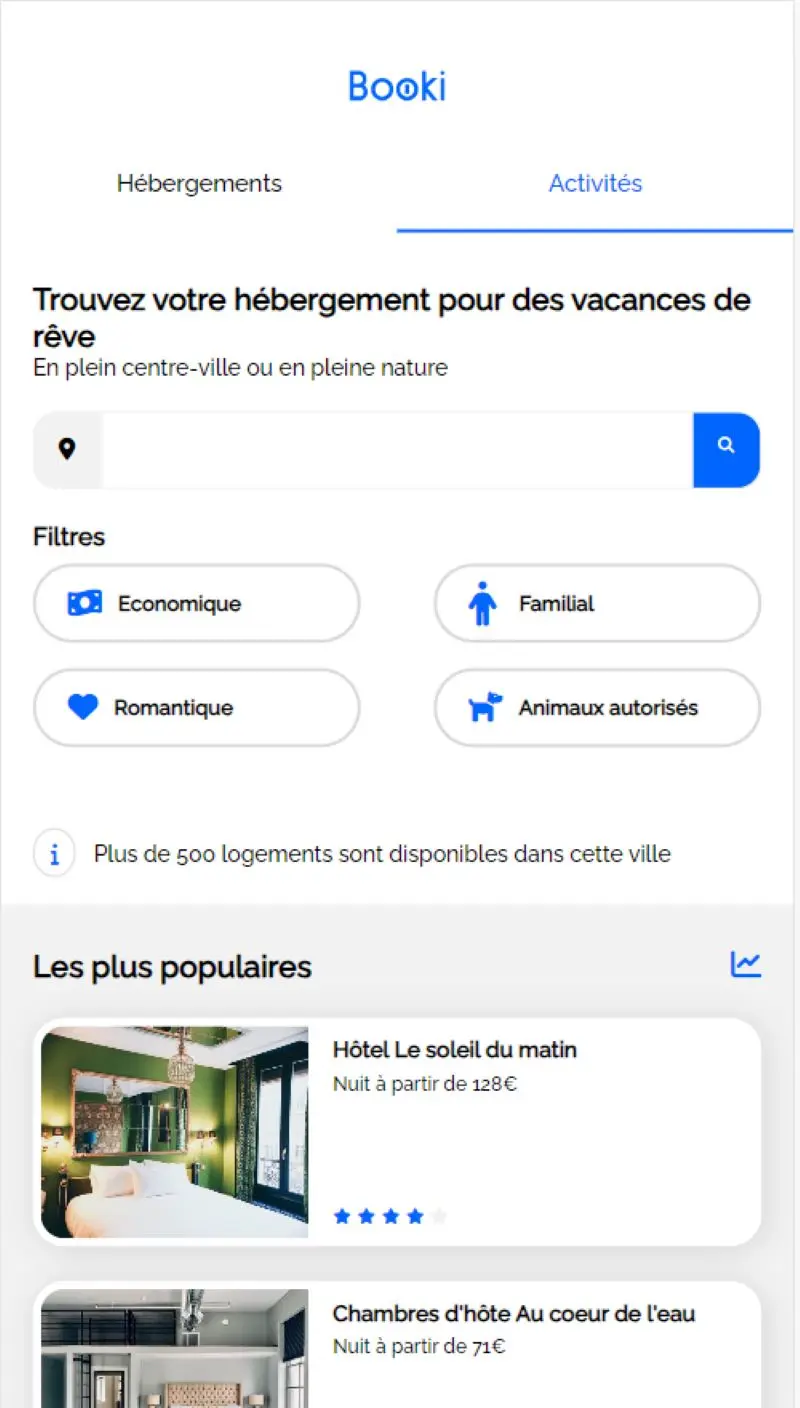 Booki
Hébergements
Activités
Trouvez votre hébergement pour des vacances de
rêve
En plein centre-ville ou en pleine nature
Filtres
Economique
Familial
Romantique
Animaux autorisés
Plus de 500 logements sont disponibles dans cette ville
Les plus populaires
Hôtel Le soleil du matin
Nuit à partir de 128€
Chambres d'hôte Au coeur de l'eau
Nuit à partir de 71€